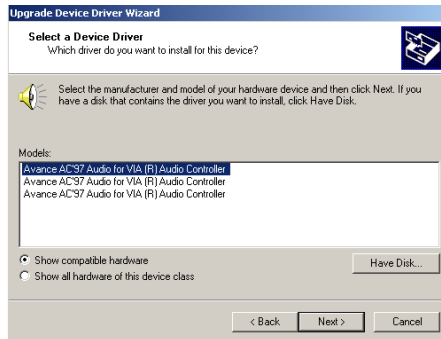 Upgrade Device Driver Wizard
Select a Device Driver
Which driver do you want to install for this device?
Select the manufacturer and model of your hardware device and then click Next. If you
have a disk that contains the driver you want to install, click Have Disk.
Models:
Avance AC'97 Audio for VIA (R) Audio Controller
Avance AC'97 Audio for VIA (R) Audio Controller
Avance AC'97 Audio for VIA (R) Audio Controller
Show compatible hardware
Show all hardware of this device class
Have Disk...
< Back
Next >
Cancel